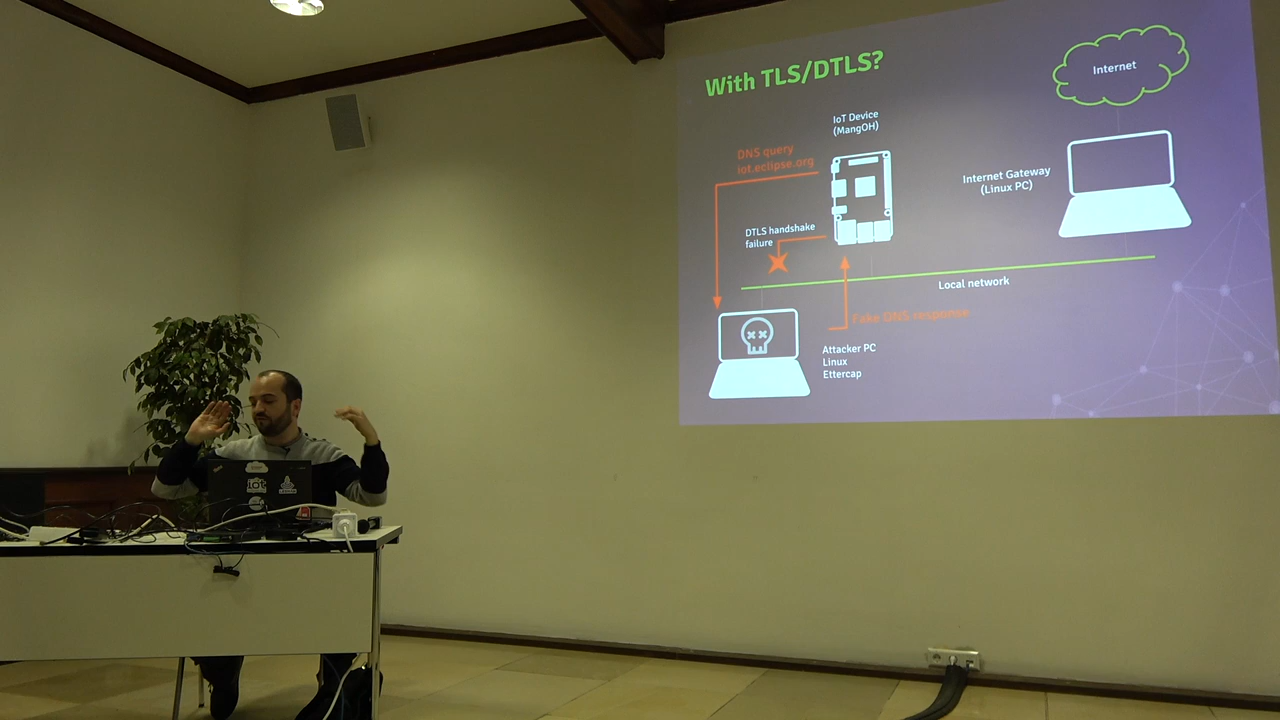 With TLS/DTLS?
Internet
IoT Device
(MangOH)
DNS query
iot.eclipse.org
Internet Gateway
(Linux PC)
DTLS handshake
failure
Local network
Fake DNS response
Attacker PC
Linux
Ettercap
iot